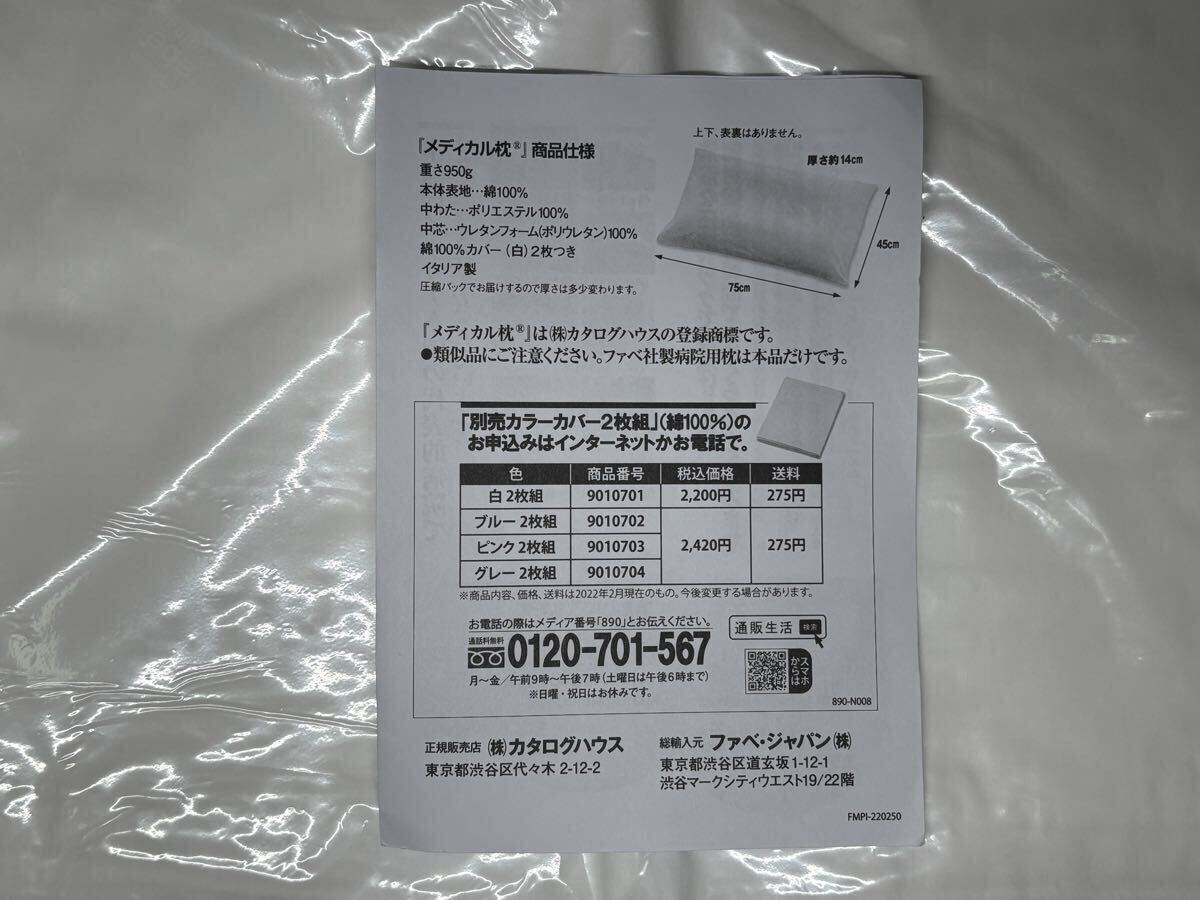 『メディカル枕®』商品仕様
重さ950g
本体表地…綿100%
中わた…ポリエステル100%
中芯…ウレタンフォーム(ポリウレタン)100%
綿100%カバー（白）2枚つき
イタリア製
圧縮パックでお届けするので厚さは多少変わります。
上下、表裏はありません。
厚さ約14cm
45cm
75cm
『メディカル枕®』は(株)カタログハウスの登録商標です。
●類似品にご注意ください。ファベ社製病院用枕は本品だけです。
「別売カラーカバー2枚組」(綿100%)の
お申込みはインターネットかお電話で。
色 商品番号 税込価格 送料
白 2枚組 9010701 2,200円 275円
ブルー 2枚組 9010702
ピンク 2枚組 9010703 2,420円 275円
グレー 2枚組 9010704
※商品内容、価格、送料は2022年2月現在のもの。今後変更する場合があります。
お電話の際はメディア番号「890」とお伝えください。
通話料無料
0120-701-567
月～金／午前9時～午後7時（土曜日は午後6時まで）
※日曜・祝日はお休みです。
通販生活 検索
スマホ
からは
890-N008
正規販売店 (株)カタログハウス
東京都渋谷区代々木 2-12-2
総輸入元 ファベ・ジャパン(株)
東京都渋谷区道玄坂1-12-1
渋谷マークシティウエスト19/22階
FMPI-220250